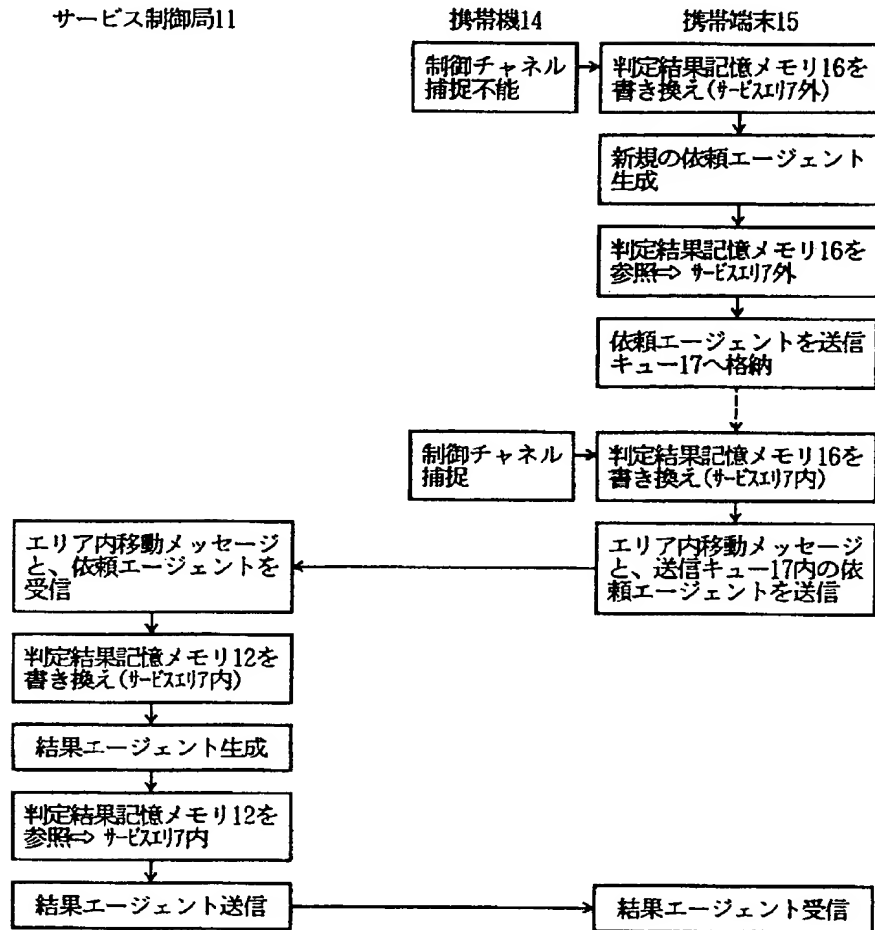 サービス制御局11
携帯機14
携帯端末15
制御チャネル
捕捉不能
判定結果記憶メモリ16を
書き換え(サービスエリア外)
新規の依頼エージェント
生成
判定結果記憶メモリ16を
参照⇨ サービスエリア外
依頼エージェントを送信
キュー17へ格納
制御チャネル
捕捉
判定結果記憶メモリ16を
書き換え(サービスエリア内)
エリア内移動メッセージ
と、依頼エージェントを
受信
エリア内移動メッセージ
と、送信キュー17内の依
頼エージェントを送信
判定結果記憶メモリ12を
書き換え(サービスエリア内)
結果エージェント生成
判定結果記憶メモリ12を
参照⇨ サービスエリア内
結果エージェント送信
結果エージェント受信